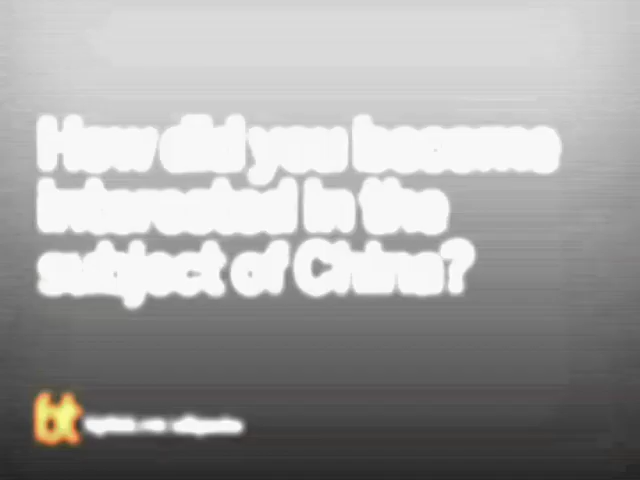 How did you become
interested in the
subject of China?
bt